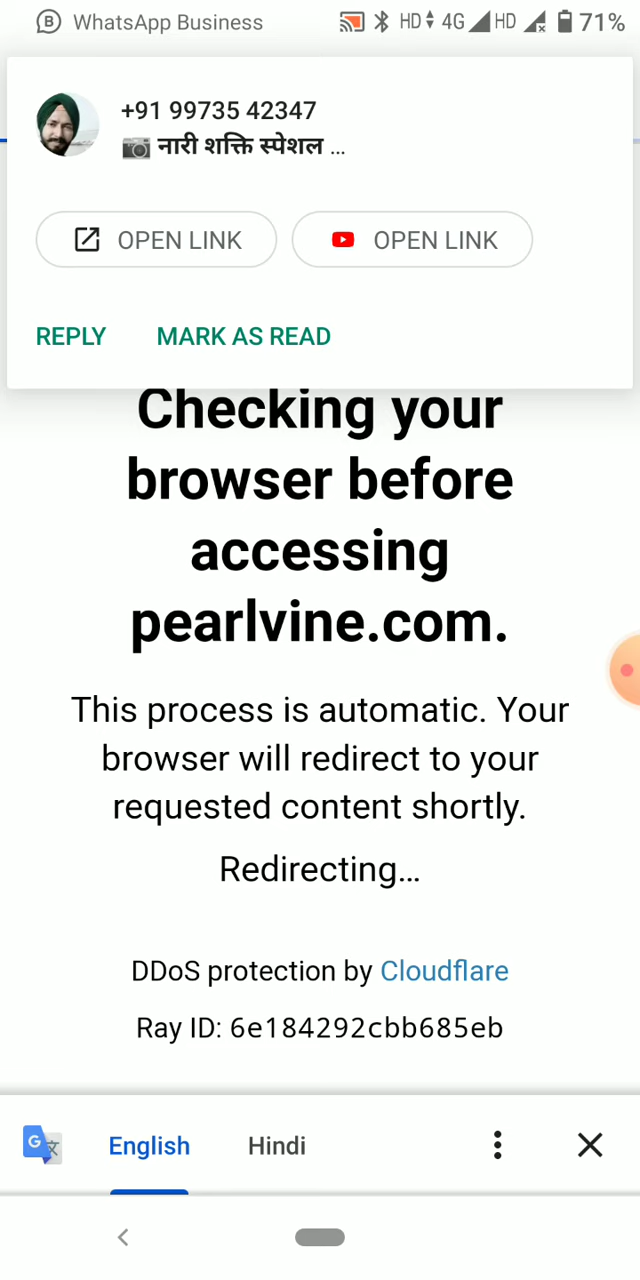 WhatsApp Business HD 4G HD 71%
+91 99735 42347
📷 नारी शक्ति स्पेशल ...
OPEN LINK OPEN LINK
REPLY MARK AS READ
Checking your
browser before
accessing
pearlvine.com.
This process is automatic. Your
browser will redirect to your
requested content shortly.
Redirecting...
DDoS protection by Cloudflare
Ray ID: 6e184292cbb685eb
English Hindi